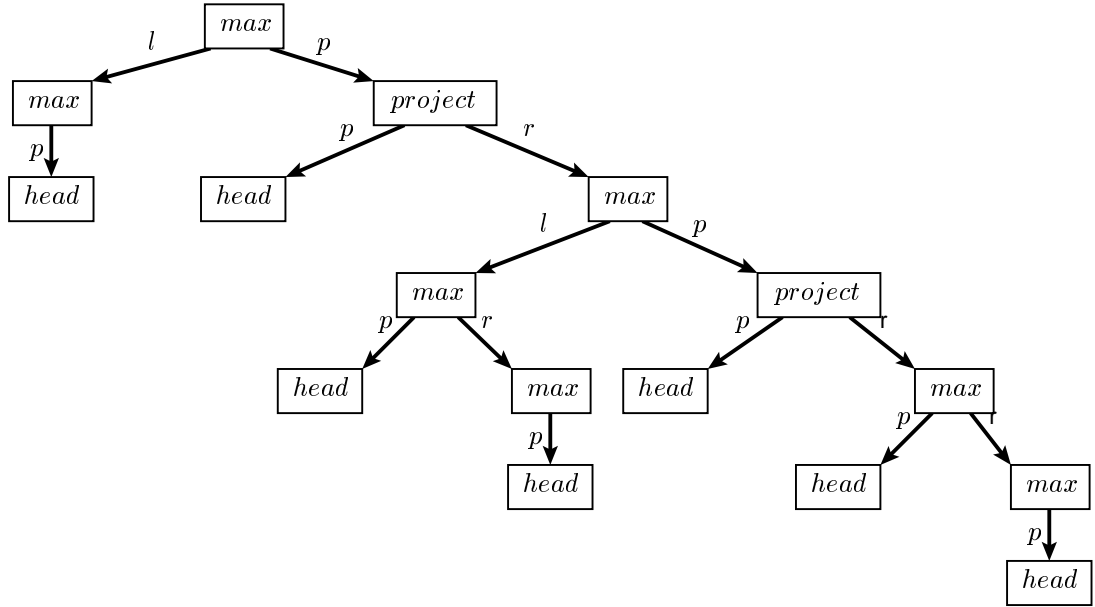 max
l p
max project
p p r
head head max
l p
max project
p r p r
head max head max
p p r
head head max
p
head